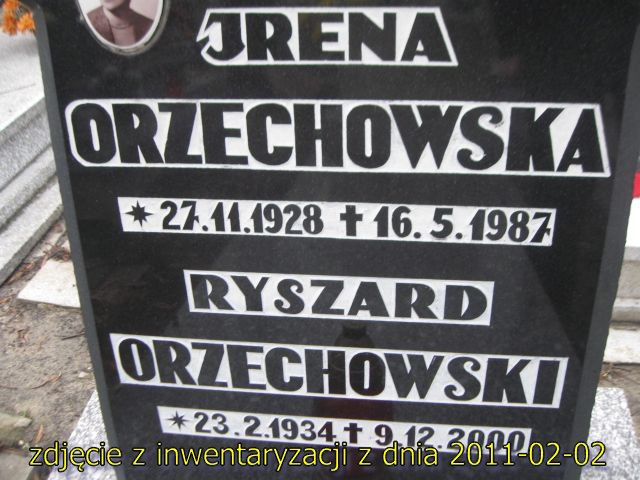 IRENA
ORZECHOWSKA
* 27.11.1928 † 16.5.1987
RYSZARD
ORZECHOWSKI
* 23.2.1934 † 9.12.2000
zdjęcie z inwentaryzacji z dnia 2011-02-02